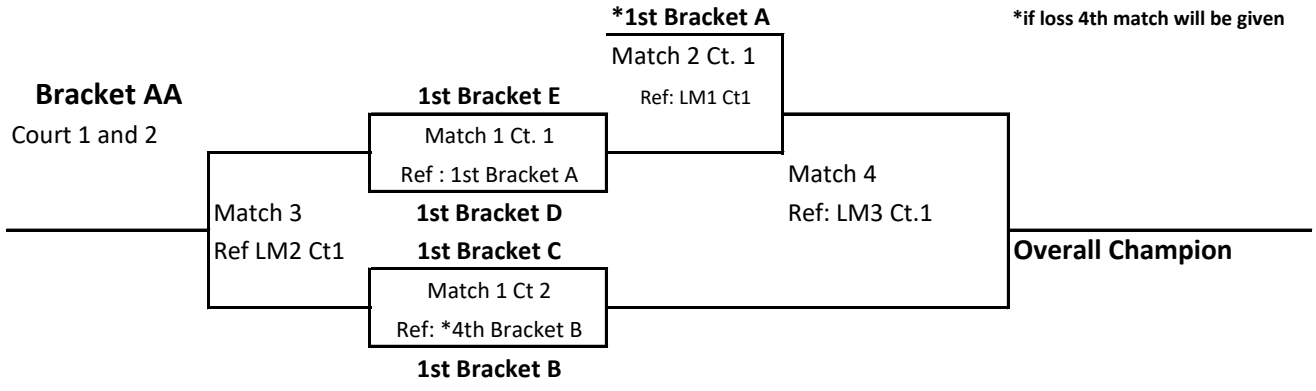 *1st Bracket A
*if loss 4th match will be given
Match 2 Ct. 1
Bracket AA
1st Bracket E
Ref: LM1 Ct1
Court 1 and 2
Match 1 Ct. 1
Ref : 1st Bracket A
Match 4
Match 3
1st Bracket D
Ref: LM3 Ct.1
Ref LM2 Ct1
1st Bracket C
Overall Champion
Match 1 Ct 2
Ref: *4th Bracket B
1st Bracket B